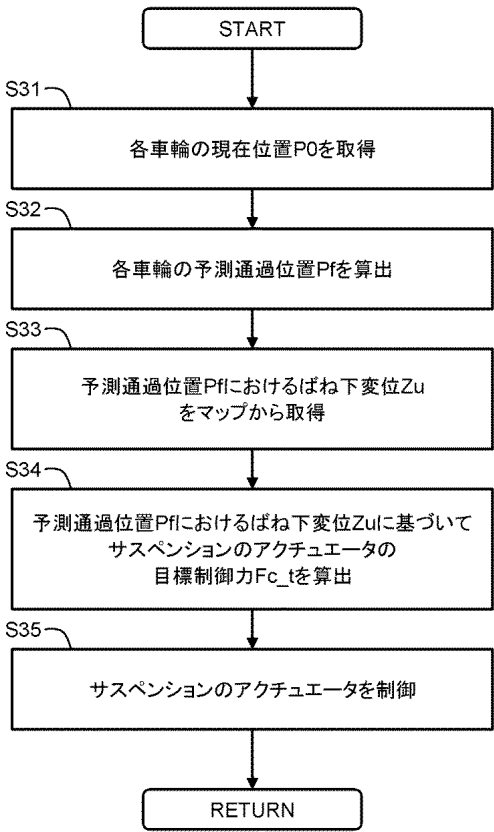 START
S31
各車輪の現在位置P0を取得
S32
各車輪の予測通過位置Pfを算出
S33
予測通過位置Pfにおけるばね下変位Zu
をマップから取得
S34
予測通過位置Pfにおけるばね下変位Zuに基づいて
サスペンションのアクチュエータの
目標制御力Fc_tを算出
S35
サスペンションのアクチュエータを制御
RETURN